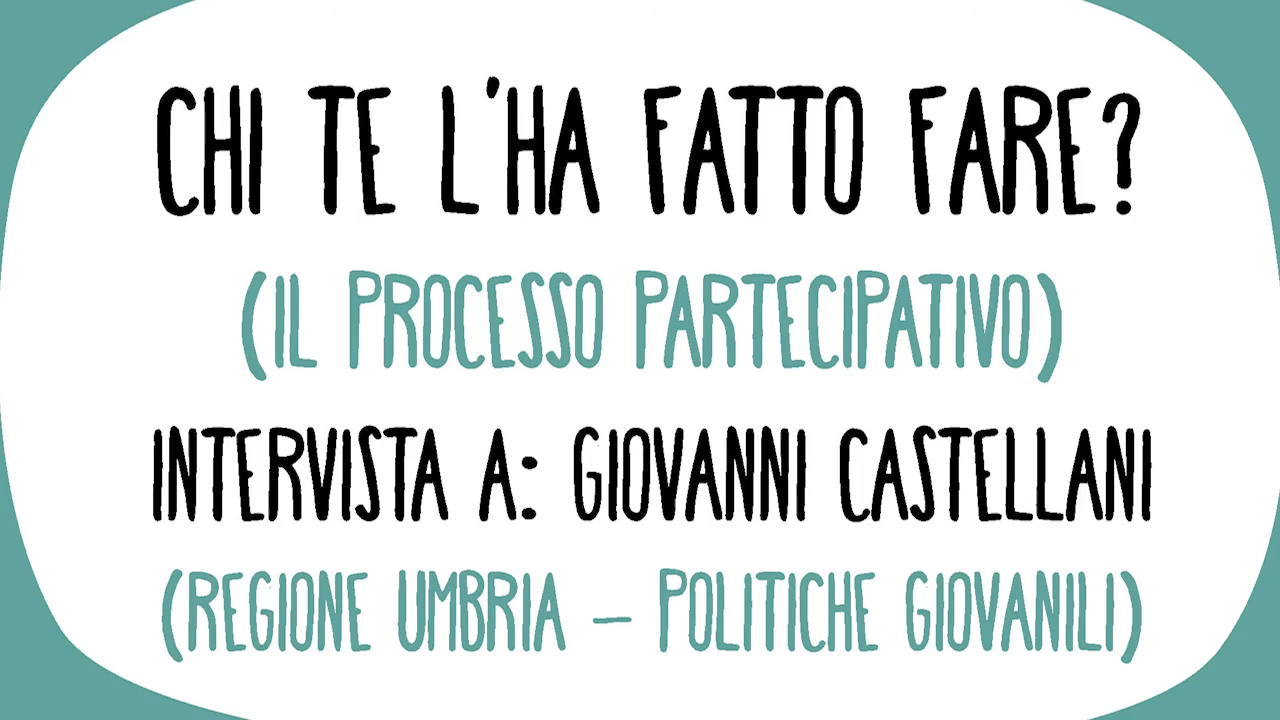 CHI TE L'HA FATTO FARE?
(IL PROCESSO PARTECIPATIVO)
INTERVISTA A: GIOVANNI CASTELLANI
(REGIONE UMBRIA – POLITICHE GIOVANILI)